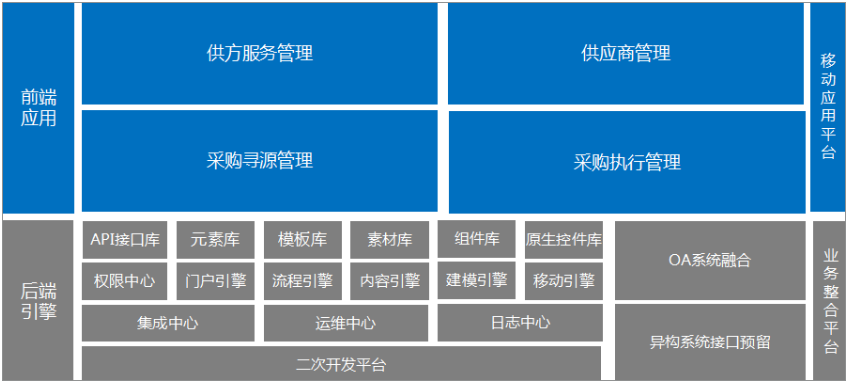 前端
应用
供方服务管理
供应商管理
采购寻源管理
采购执行管理
移动应用平台
后端
引擎
API接口库
元素库
模板库
素材库
组件库
原生控件库
权限中心
门户引擎
流程引擎
内容引擎
建模引擎
移动引擎
集成中心
运维中心
日志中心
二次开发平台
OA系统融合
异构系统接口预留
业务整合平台